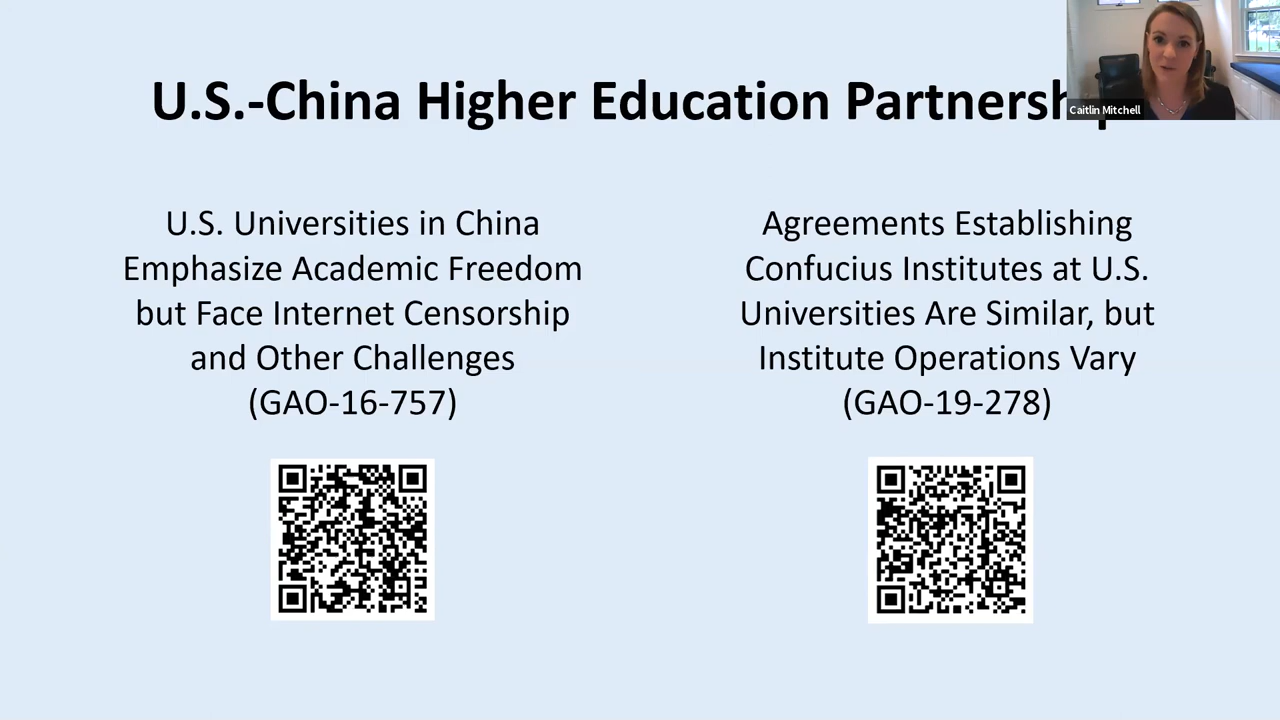 U.S.-China Higher Education Partnersh
Caitlin Mitchell
U.S. Universities in China
Emphasize Academic Freedom
but Face Internet Censorship
and Other Challenges
(GAO-16-757)
Agreements Establishing
Confucius Institutes at U.S.
Universities Are Similar, but
Institute Operations Vary
(GAO-19-278)